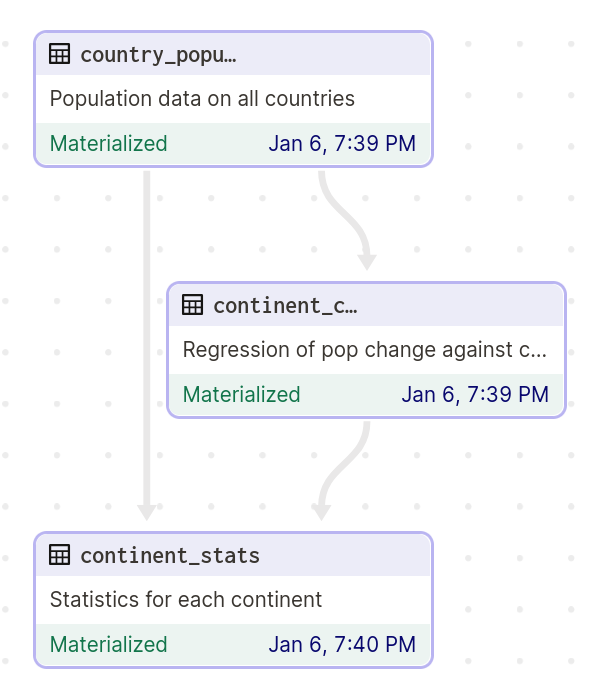 country_popu…
Population data on all countries
Materialized Jan 6, 7:39 PM
continent_c…
Regression of pop change against c...
Materialized Jan 6, 7:39 PM
continent_stats
Statistics for each continent
Materialized Jan 6, 7:40 PM